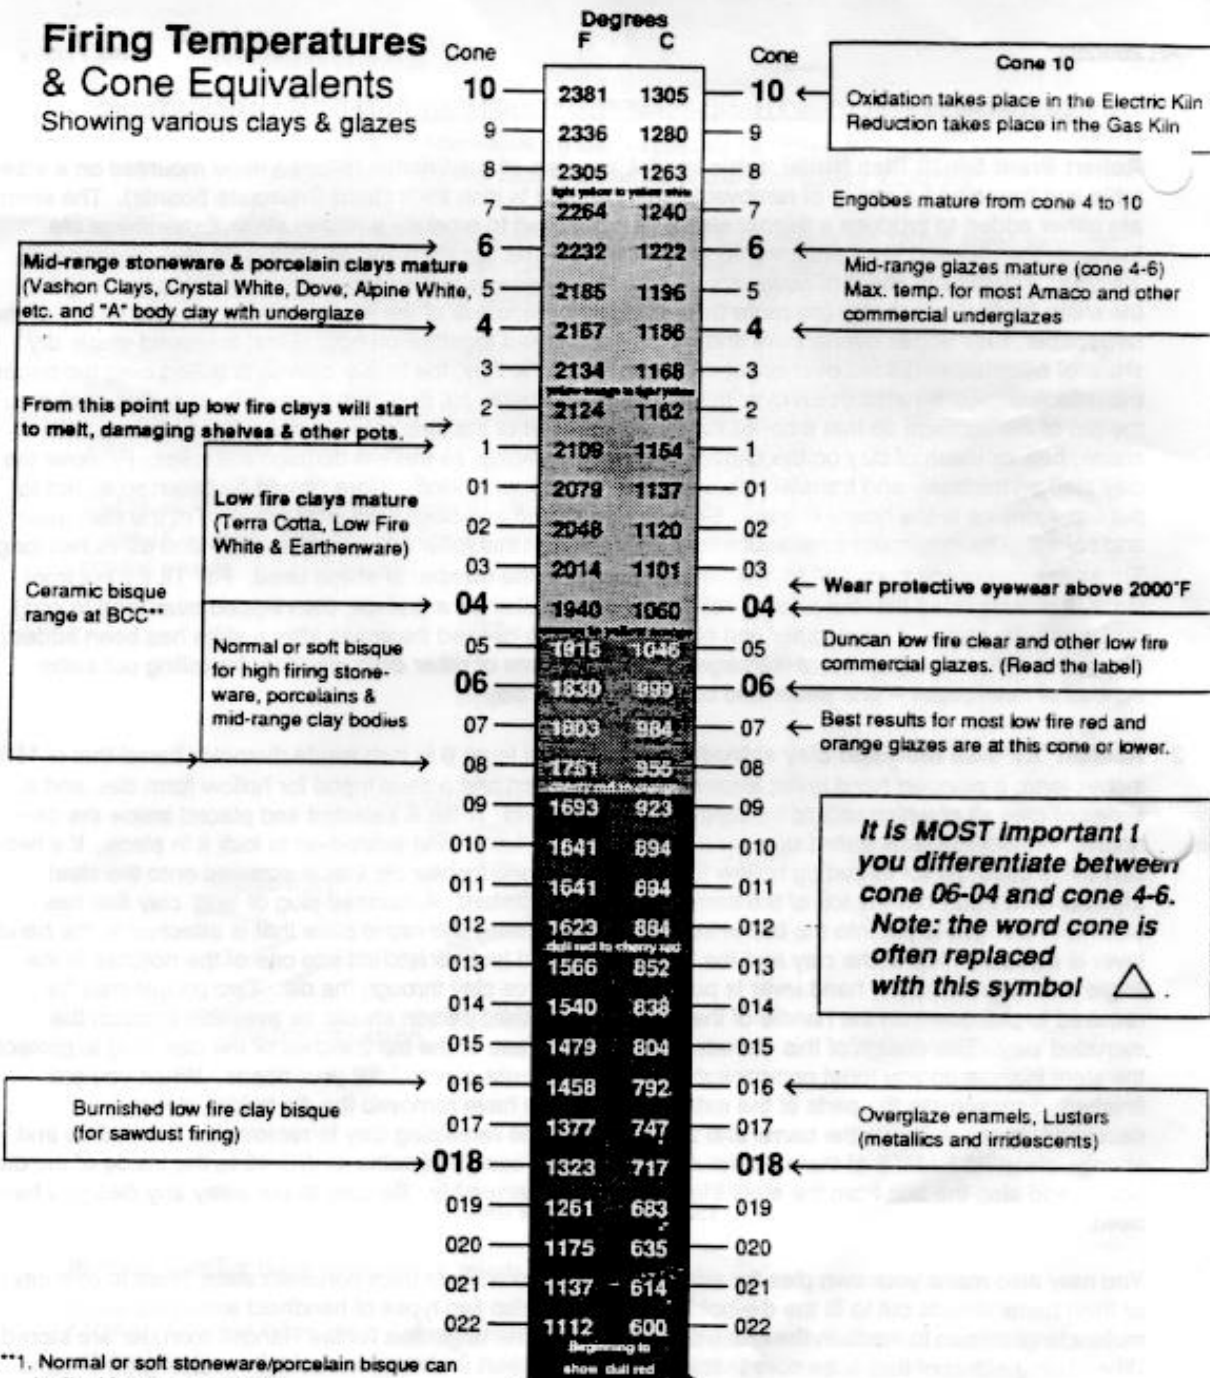 Firing Temperatures
& Cone Equivalents
Showing various clays & glazes
Degrees
Cone F C Cone
10 2381 1305 10
9 2336 1280 9
8 2305 1263 8
light yellow to yellow white
7 2264 1240 7
6 2232 1222 6
5 2185 1196 5
4 2167 1186 4
3 2134 1168 3
yellow-orange to light yellow
2 2124 1162 2
1 2109 1154 1
01 2079 1137 01
02 2048 1120 02
03 2014 1101 03
04 1940 1060 04
05 1915 1046 05
06 1830 999 06
07 1803 984 07
08 1751 955 08
09 1693 923 09
010 1641 894 010
011 1641 894 011
012 1623 884 012
dull red to cherry red
013 1566 852 013
014 1540 838 014
015 1479 804 015
016 1458 792 016
017 1377 747 017
018 1323 717 018
019 1261 683 019
020 1175 635 020
021 1137 614 021
022 1112 600 022
Beginning to
show dull red
Mid-range stoneware & porcelain clays mature
(Vashon Clays, Crystal White, Dove, Alpine White,
etc. and "A" body clay with underglaze
From this point up low fire clays will start
to melt, damaging shelves & other pots.
Low fire clays mature
(Terra Cotta, Low Fire
White & Earthenware)
Ceramic bisque
range at BCC**
Normal or soft bisque
for high firing stone-
ware, porcelains &
mid-range clay bodies
Burnished low fire clay bisque
(for sawdust firing)
**1. Normal or soft stoneware/porcelain bisque can
Cone 10
Oxidation takes place in the Electric Kiln
Reduction takes place in the Gas Kiln
Engobes mature from cone 4 to 10
Mid-range glazes mature (cone 4-6)
Max. temp. for most Amaco and other
commercial underglazes
Wear protective eyewear above 2000°F
Duncan low fire clear and other low fire
commercial glazes. (Read the label)
Best results for most low fire red and
orange glazes are at this cone or lower.
It is MOST important
you differentiate between
cone 06-04 and cone 4-6.
Note: the word cone is
often replaced
with this symbol △.
Overglaze enamels, Lusters
(metallics and irridescents)